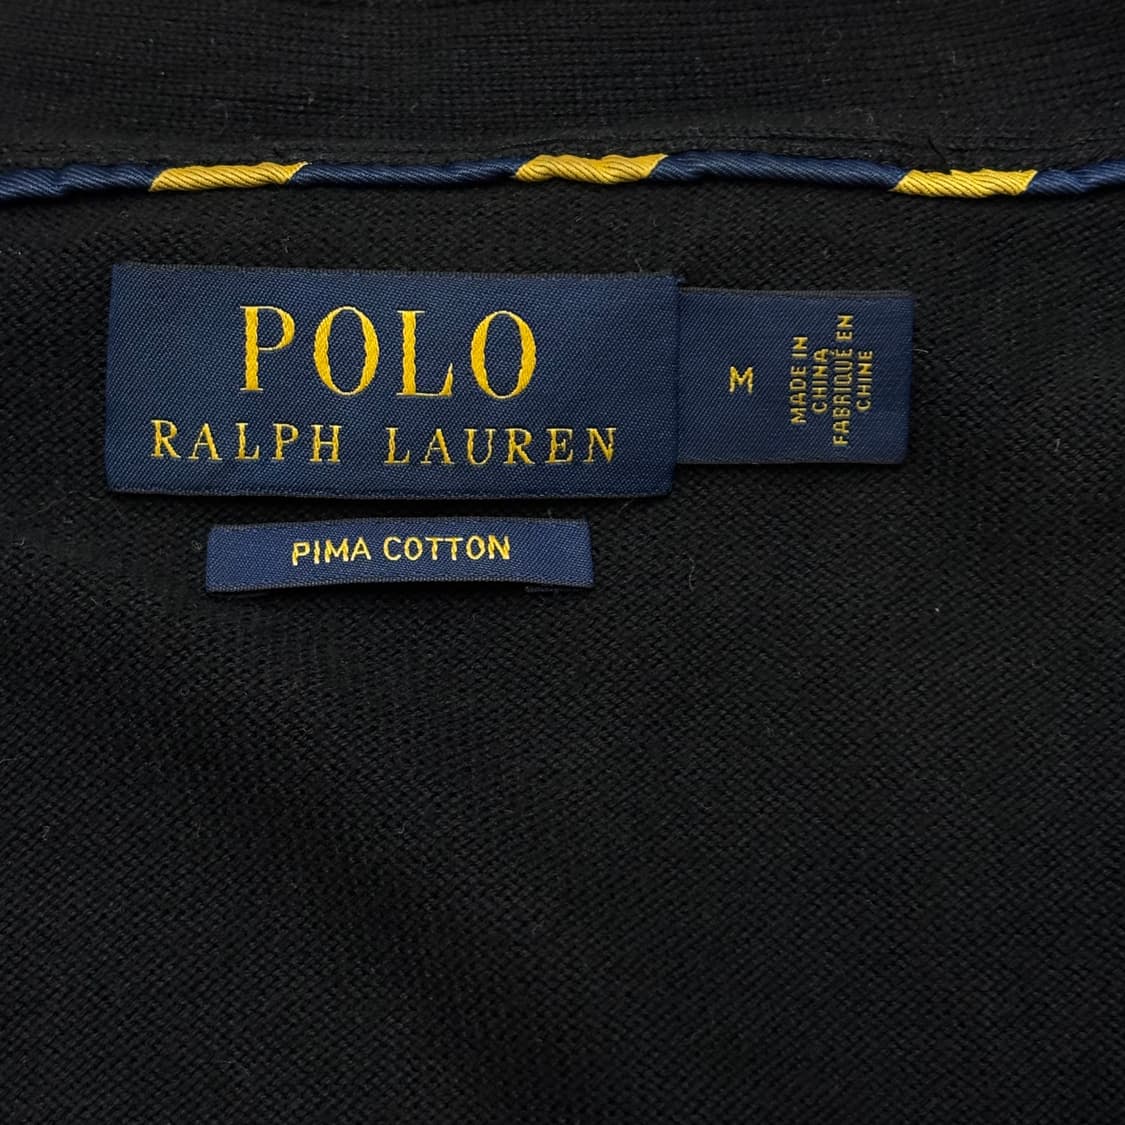 POLO
RALPH LAUREN
M
MADE IN
CHINA
FABRIQUÉ EN
CHINE
PIMA COTTON